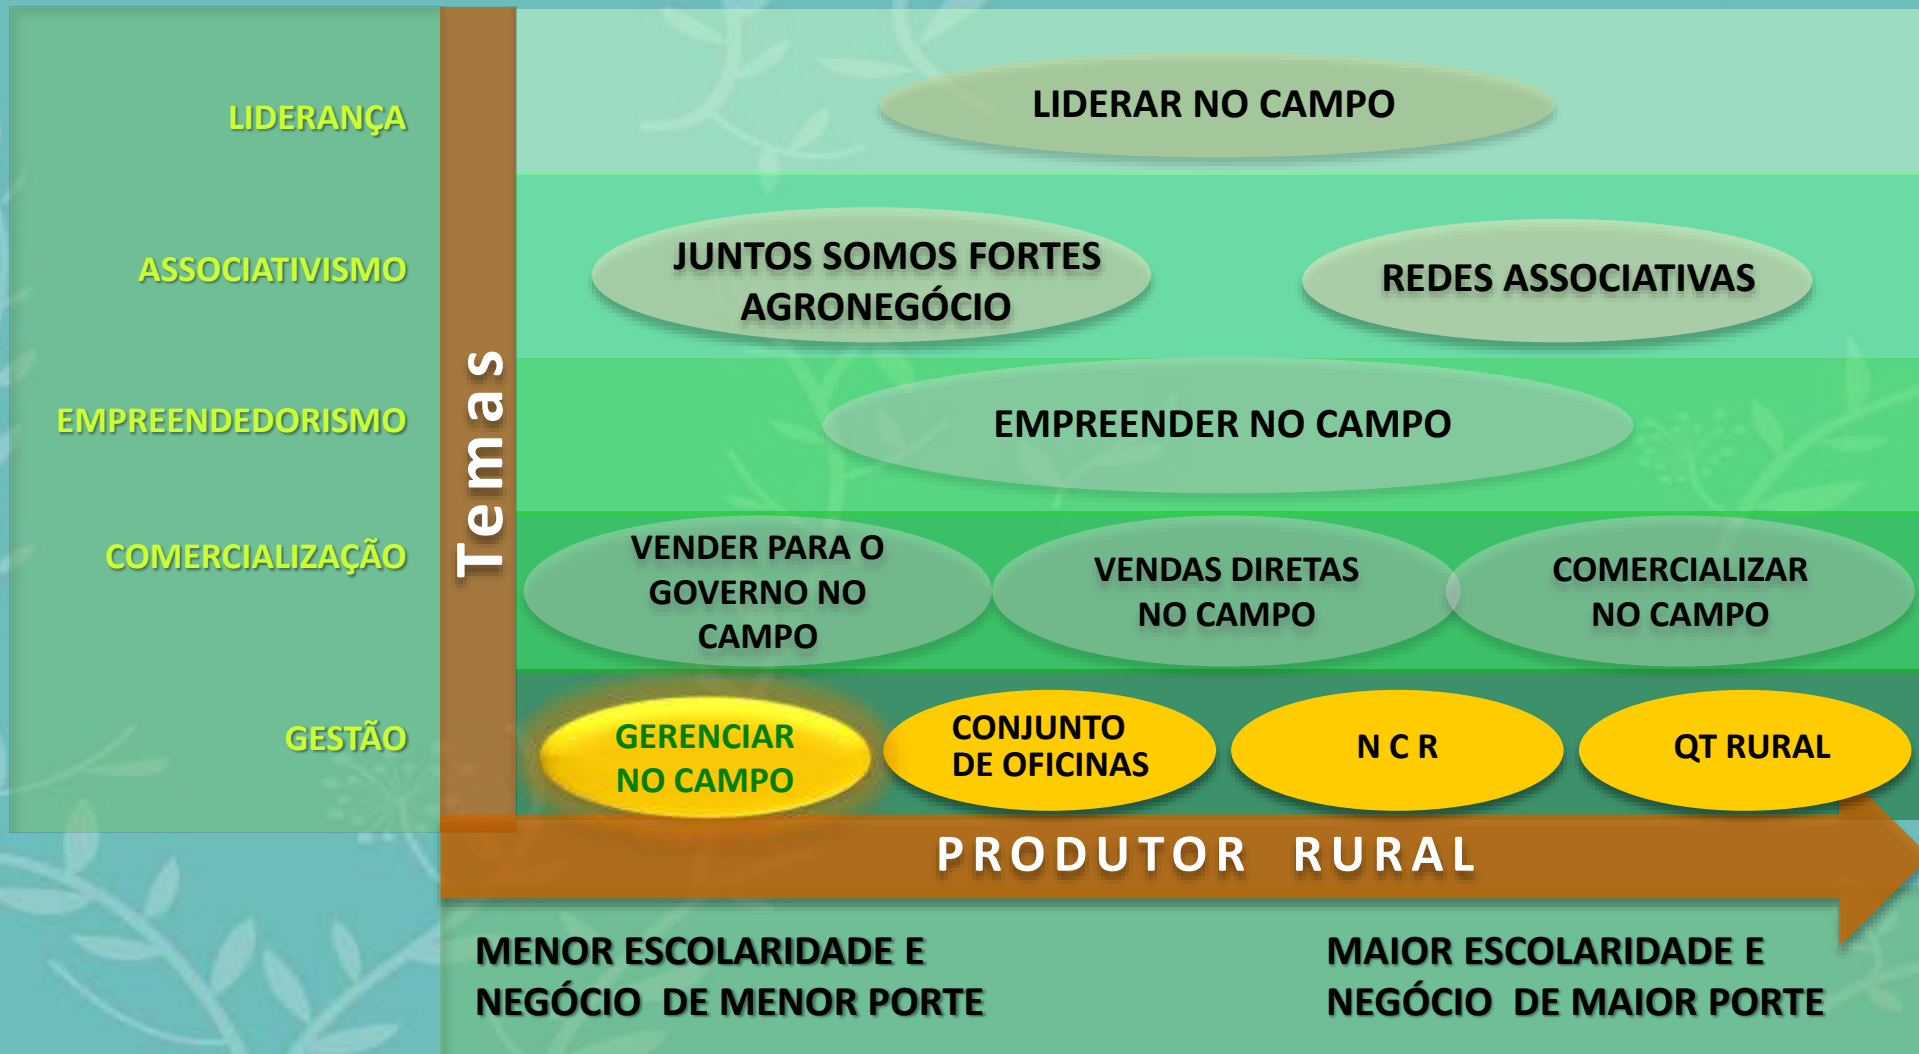 LIDERANÇA
LIDERAR NO CAMPO
ASSOCIATIVISMO
JUNTOS SOMOS FORTES
AGRONEGÓCIO
REDES ASSOCIATIVAS
Temas
EMPREENDEDORISMO
EMPREENDER NO CAMPO
COMERCIALIZAÇÃO
VENDER PARA O
GOVERNO NO
CAMPO
VENDAS DIRETAS
NO CAMPO
COMERCIALIZAR
NO CAMPO
GESTÃO
GERENCIAR
NO CAMPO
CONJUNTO
DE OFICINAS
N C R
QT RURAL
PRODUTOR RURAL
MENOR ESCOLARIDADE E
NEGÓCIO DE MENOR PORTE
MAIOR ESCOLARIDADE E
NEGÓCIO DE MAIOR PORTE